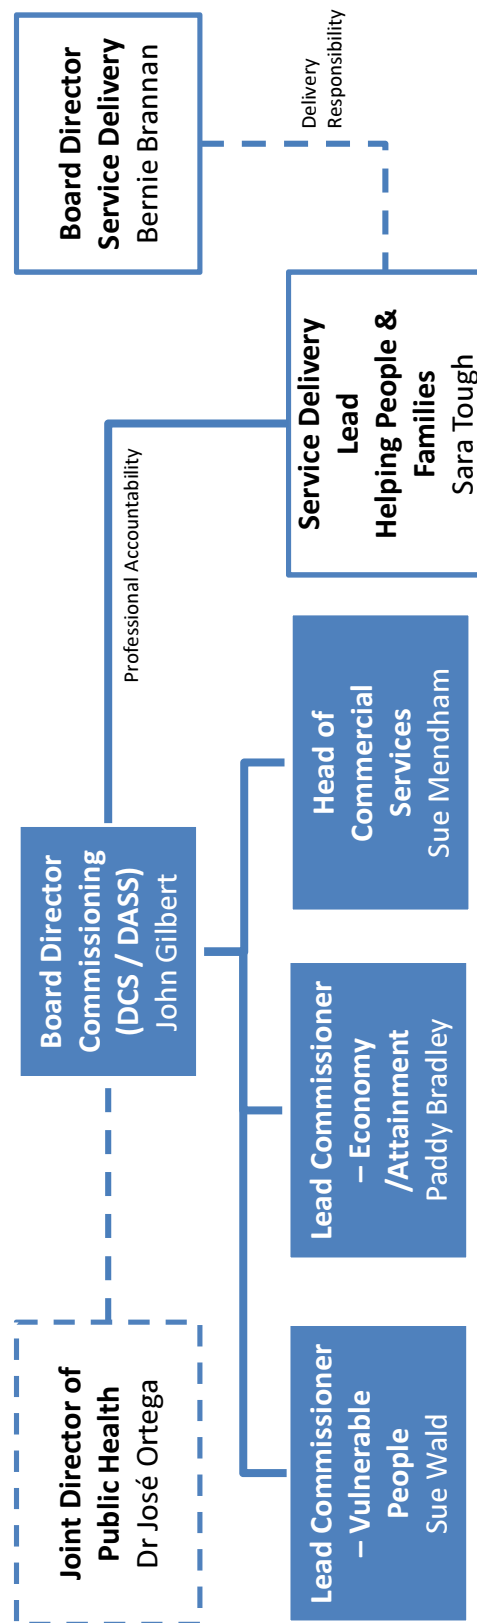 Joint Director of
Public Health
Dr José Ortega
Board Director
Commissioning
(DCS / DASS)
John Gilbert
Professional Accountability
Board Director
Service Delivery
Bernie Brannan
Delivery
Responsibility
Lead Commissioner
– Vulnerable
People
Sue Wald
Lead Commissioner
– Economy
/Attainment
Paddy Bradley
Head of
Commercial
Services
Sue Mendham
Service Delivery
Lead
Helping People &
Families
Sara Tough